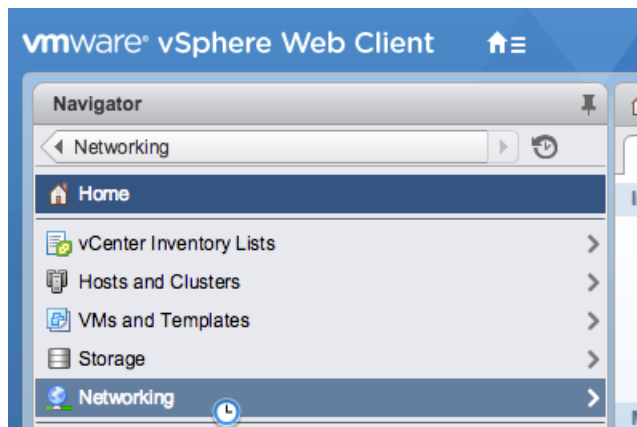 vmware® vSphere Web Client
Navigator
Networking
Home
vCenter Inventory Lists
Hosts and Clusters
VMs and Templates
Storage
Networking